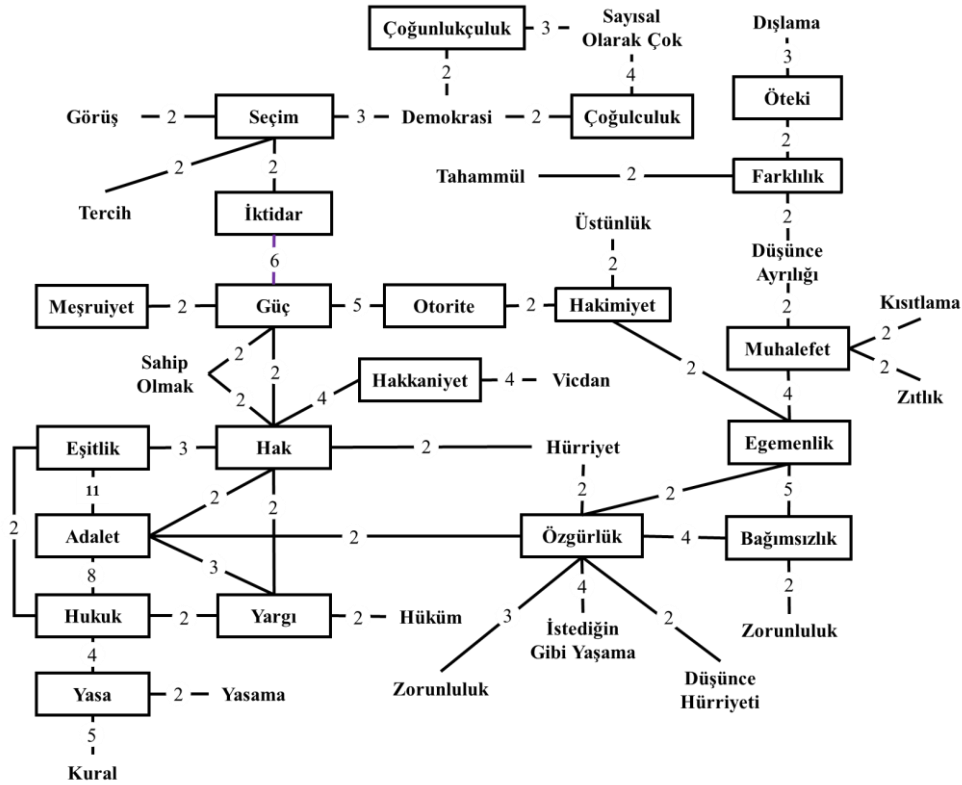 Çoğunlukçuluk
3
Sayısal
Olarak Çok
Dışlama
3
2
4
Öteki
Görüş
2
Seçim
3
Demokrasi
2
Çoğulculuk
2
2
2
Tahammül
2
Farklılık
Tercih
İktidar
2
Üstünlük
6
2
Düşünce
Ayrılığı
Meşruiyet
2
Güç
5
Otorite
2
Hakimiyet
2
Kısıtlama
2
Muhalefet
2
Zıtlık
Sahip
Olmak
2
2
2
4
Hakkaniyet
4
Vicdan
2
4
Eşitlik
3
Hak
2
Hürriyet
Egemenlik
11
2
2
2
2
5
2
Adalet
2
Özgürlük
4
Bağımsızlık
8
3
4
2
Hukuk
2
Yargı
2
Hüküm
3
İstediğin
Gibi Yaşama
2
Zorunluluk
4
Zorunluluk
Düşünce
Hürriyeti
Yasa
2
Yasama
5
Kural